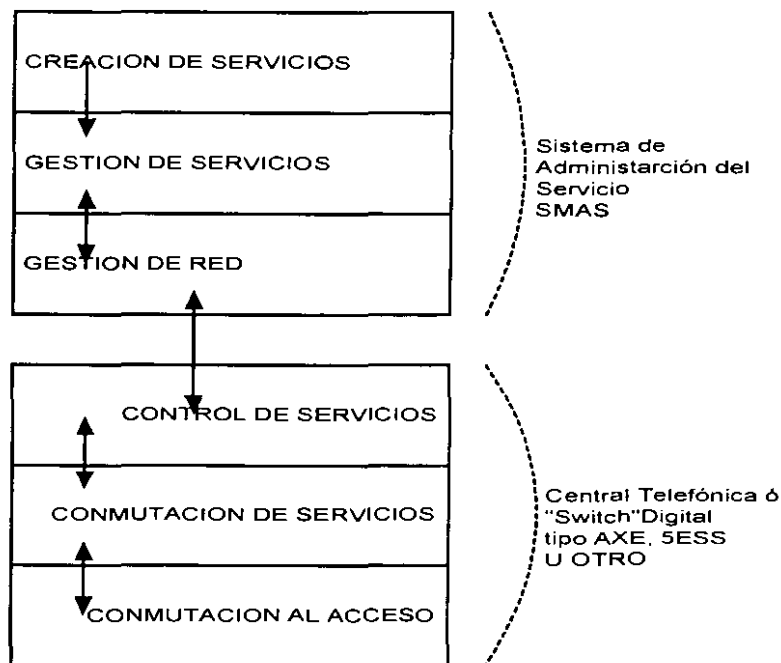 CREACION DE SERVICIOS
GESTION DE SERVICIOS
GESTION DE RED
Sistema de
Administarción del
Servicio
SMAS
CONTROL DE SERVICIOS
CONMUTACION DE SERVICIOS
CONMUTACION AL ACCESO
Central Telefónica ó
"Switch"Digital
tipo AXE, 5ESS
U OTRO